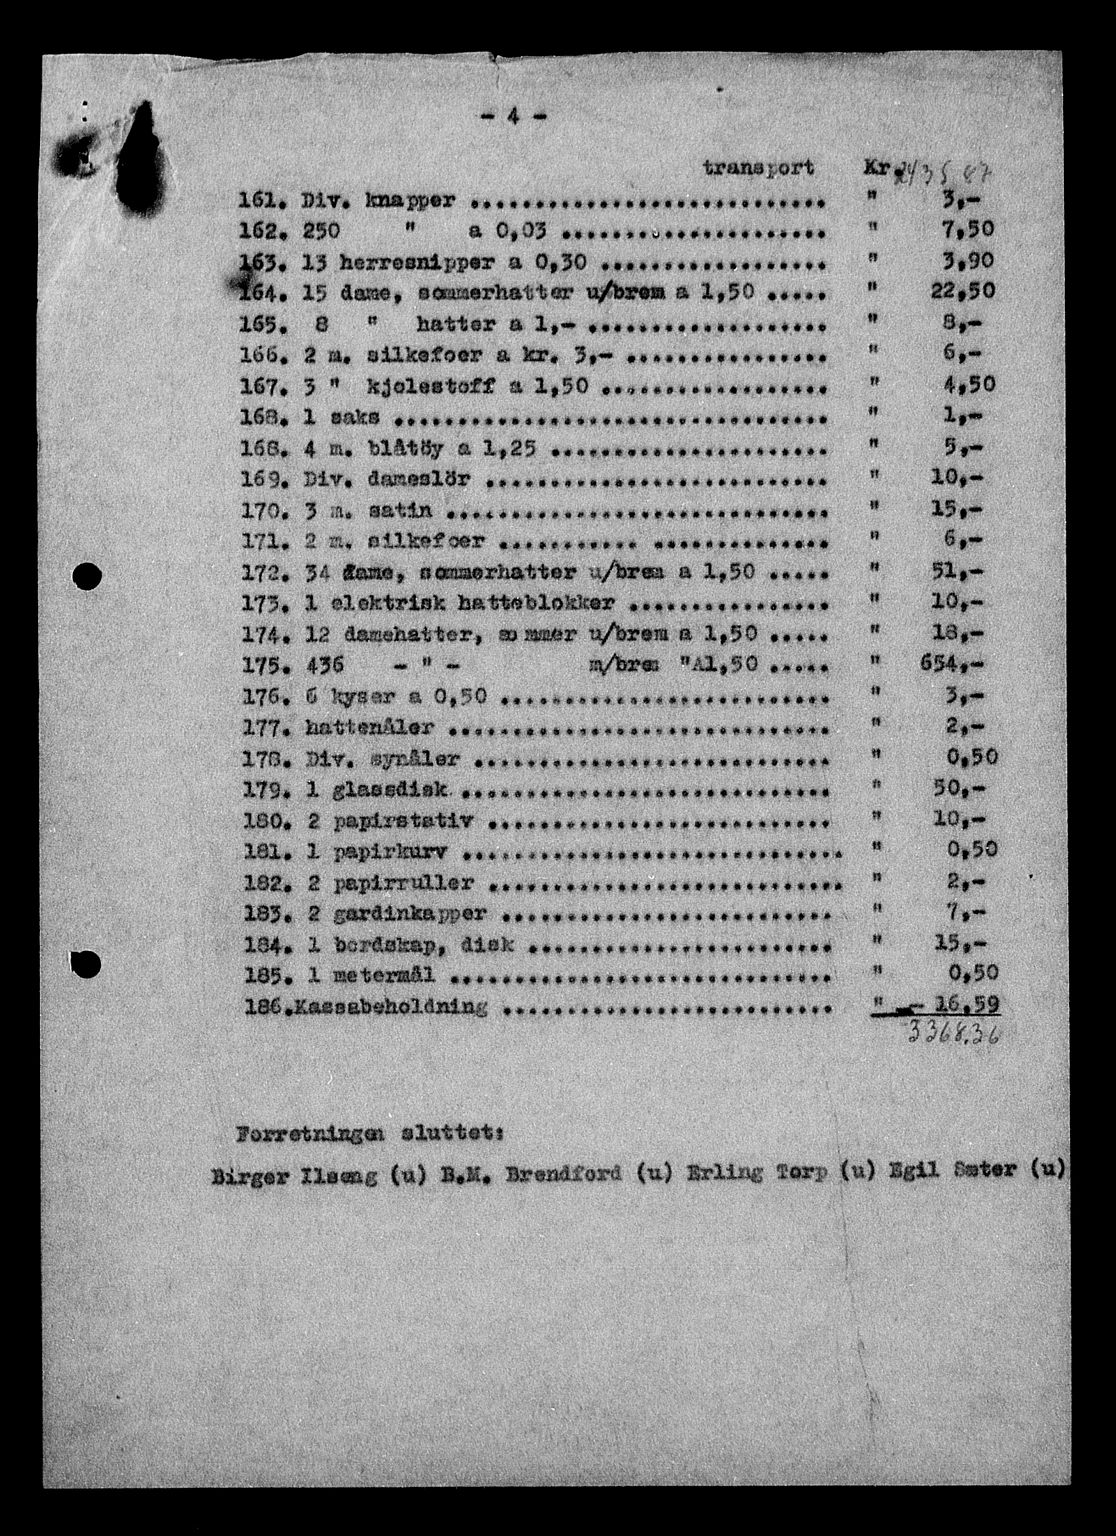 - 4 -
transport Kr. 2435,87
161. Div. knapper ............................ " 3,-
162. 250 " a 0,03 ..................... " 7,50
163. 13 herresnipper a 0,30 .................. " 3,90
164. 15 dame, sommerhatter u/brem a 1,50 ..... " 22,50
165. 8 " hatter a 1,- ................... " 8,-
166. 2 m. silkefoer a kr. 3,- ................ " 6,-
167. 3 " kjolestoff a 1,50 .................. " 4,50
168. 1 saks .................................. " 1,-
168. 4 m. blåtöy a 1,25 ...................... " 5,-
169. Div. dameslör ........................... " 10,-
170. 3 m. satin .............................. " 15,-
171. 2 m. silkefoer ........... .............. " 6,-
172. 34 dame, sommerhatter u/brem a 1,50 ..... " 51,-
173. 1 elektrisk hatteblokker ................ " 10,-
174. 12 damehatter, so mmer u/brem a 1,50 ..... " 18,-
175. 436 - " - m/brem "A1,50 ..... " 654,-
176. 6 kyser a 0,50 .......................... " 3,-
177. hattenåler .............................. " 2,-
178. Div. synåler ............................ " 0,50
179. 1 glassdisk ............................. " 50,-
180. 2 papirstativ ........................... " 10,-
181. 1 papirkurv .............................. " 0,50
182. 2 papirruller ............................ " 2,-
183. 2 gardinkapper .......................... " 7,-
184. 1 bordskap, disk ........................ " 15,-
185. 1 metermål .............................. " 0,50
186.Kassabeholdning .......................... " - 16,59
3368.36
Forretningen sluttet:
Birger Ilseng (u) B.M. Brendford (u) Erling Torp (u) Egil Sæter (u)